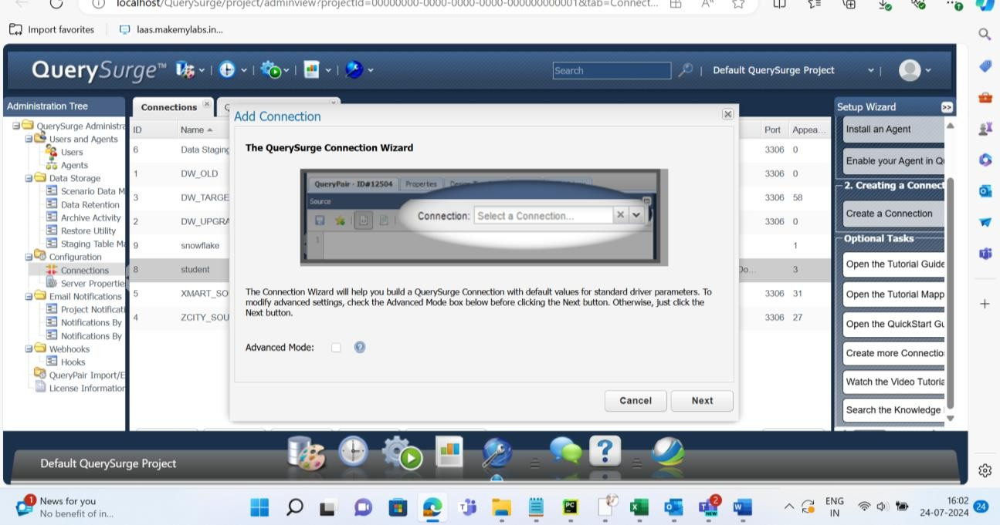 localhost/QuerySurge/project/adminview?projectId=00000000-0000-0000-0000-000000000001&tab=Connect...
Import favorites
laas.makemylabs.in...
QuerySurge™
Search
Default QuerySurge Project
Administration Tree
QuerySurge Administra
Users and Agents
Users
Agents
Data Storage
Scenario Data M
Data Retention
Archive Activity
Restore Utility
Staging Table Ma
Configuration
Connections
Server Propertie
Email Notifications
Project Notificati
Notifications By
Notifications By
Webhooks
Hooks
QueryPair Import/E
License Information
Connections
ID Name Port Appea...
6 Data Staging 3306 0
1 DW_OLD 3306 0
3 DW_TARGE 3306 58
2 DW_UPGRA 3306 0
9 snowflake 1
8 student Do... 3
5 XMART_SO 3306 31
4 ZCITY_SOU 3306 27
Add Connection
The QuerySurge Connection Wizard
QueryPair - ID#12504 Properties
Source
Connection: Select a Connection...
1
The Connection Wizard will help you build a QuerySurge Connection with default values for standard driver parameters. To
modify advanced settings, check the Advanced Mode box below before clicking the Next button. Otherwise, just click the
Next button.
Advanced Mode:
Cancel Next
Setup Wizard >>
Install an Agent
Enable your Agent in Qu
2. Creating a Connect
Create a Connection
Optional Tasks
Open the Tutorial Guide
Open the Tutorial Mapp
Open the QuickStart Gu
Create more Connectio
Watch the Video Tutoria
Search the Knowledge
Default QuerySurge Project
1
News for you
No benefit of in...
2
NEW
ENG
IN
16:02
24-07-2024
24